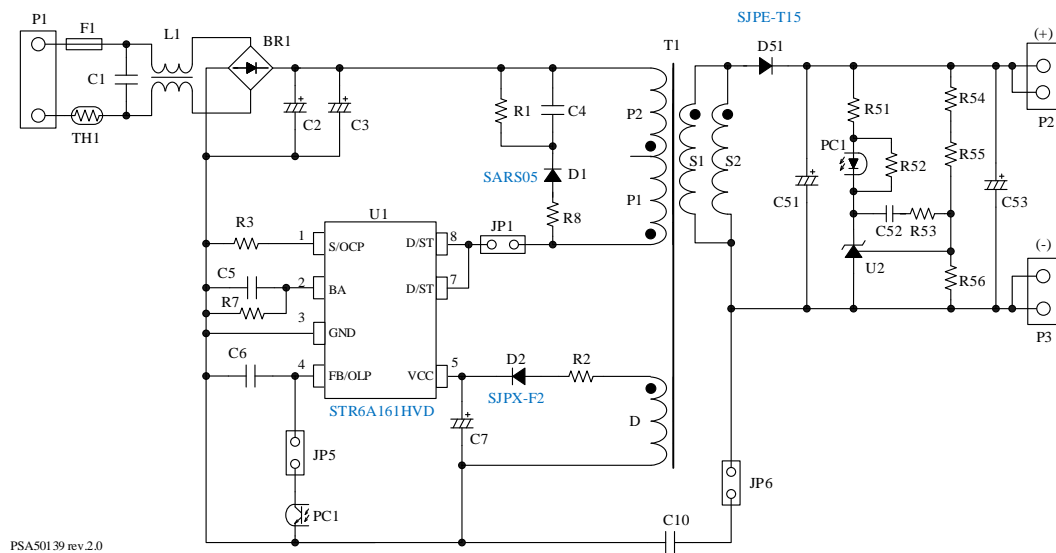 SJPE-T15
P1
F1
L1
BR1
T1
D51
(+)
C1
TH1
C2
C3
R1
C4
P2
S1
S2
R51
R54
P2
PC1
R52
R55
SARS05
D1
P1
C51
C53
R8
C52
R53
U1
R3
1
S/OCP
D/ST
8
JP1
U2
(-)
C5
2
BA
D/ST
7
R56
R7
3
GND
P3
C6
4
FB/OLP
VCC
5
D2
R2
STR6A161HVD
SJPX-F2
C7
D
JP5
JP6
PC1
C10
PSA50139 rev.2.0